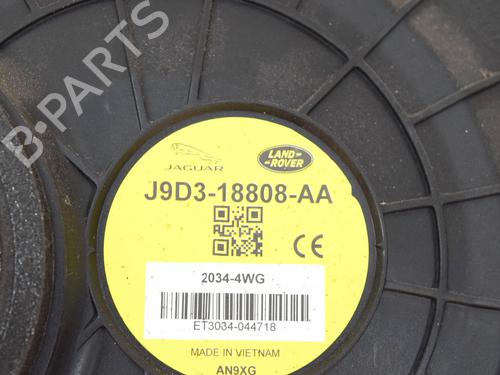 B-PARTS
JAGUAR
LAND
ROVER
J9D3-18808-AA
CE
2034-4WG
ET3034-044718
MADE IN VIETNAM
AN9XG